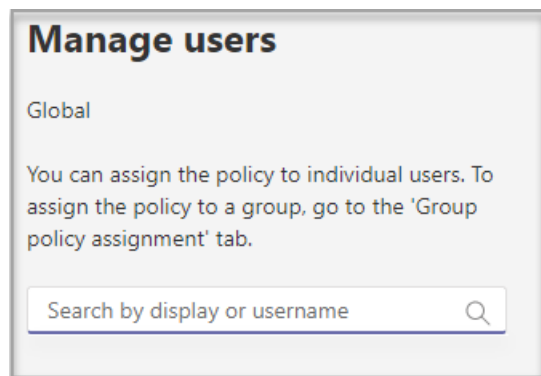 Manage users
Global
You can assign the policy to individual users. To
assign the policy to a group, go to the 'Group
policy assignment' tab.
Search by display or username